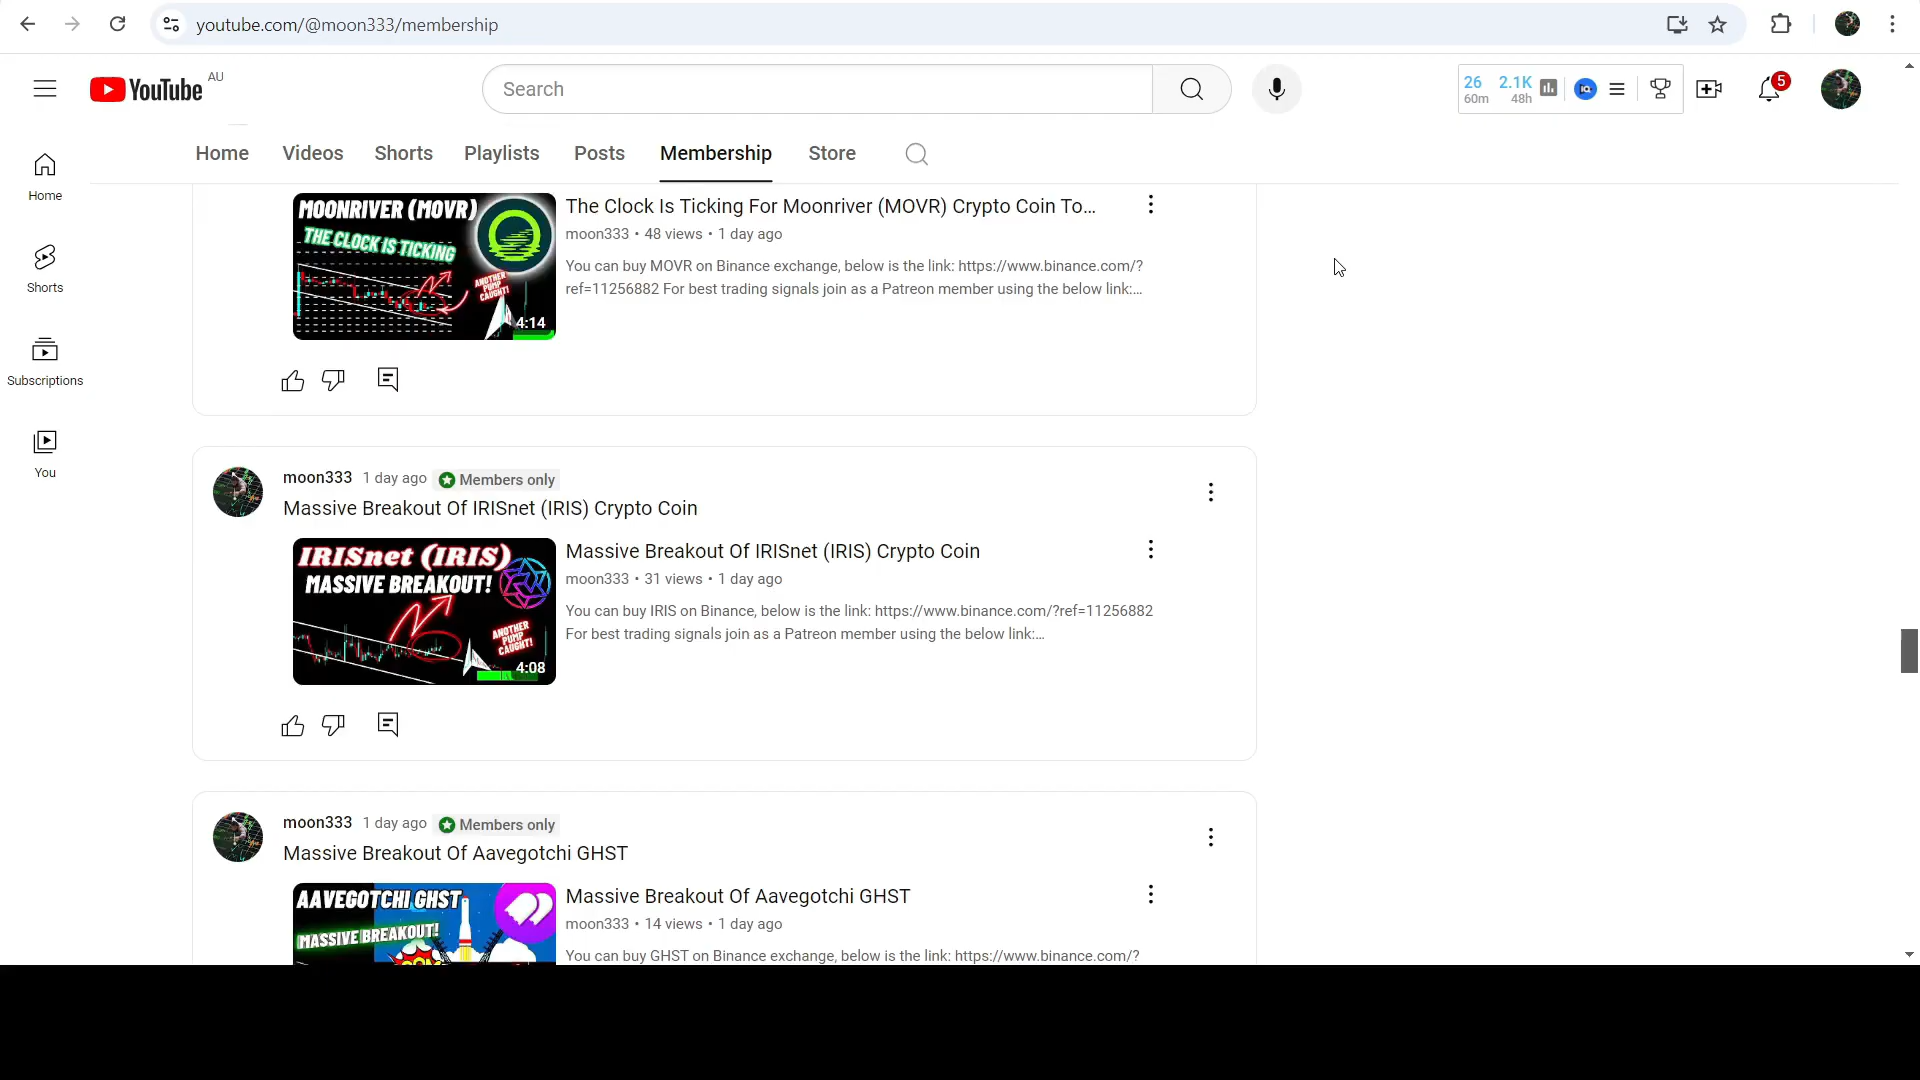 youtube.com/@moon333/membership
YouTube AU
Search
26 2.1K
60m 48h
5
Home
Videos
Shorts
Playlists
Posts
Membership
Store
Home
Shorts
Subscriptions
You
MOONRIVER (MOVR)
THE CLOCK IS TICKING
ANOTHER
PUMP
CAUGHT!
4:14
The Clock Is Ticking For Moonriver (MOVR) Crypto Coin To...
moon333 • 48 views • 1 day ago
You can buy MOVR on Binance exchange, below is the link: https://www.binance.com/?
ref=11256882 For best trading signals join as a Patreon member using the below link:...
moon333 1 day ago Members only
Massive Breakout Of IRISnet (IRIS) Crypto Coin
IRISnet (IRIS)
MASSIVE BREAKOUT!
ANOTHER
PUMP
CAUGHT!
4:08
Massive Breakout Of IRISnet (IRIS) Crypto Coin
moon333 • 31 views • 1 day ago
You can buy IRIS on Binance, below is the link: https://www.binance.com/?ref=11256882
For best trading signals join as a Patreon member using the below link:...
moon333 1 day ago Members only
Massive Breakout Of Aavegotchi GHST
AAVEGOTCHI GHST
MASSIVE BREAKOUT!
Massive Breakout Of Aavegotchi GHST
moon333 • 14 views • 1 day ago
You can buy GHST on Binance exchange, below is the link: https://www.binance.com/?